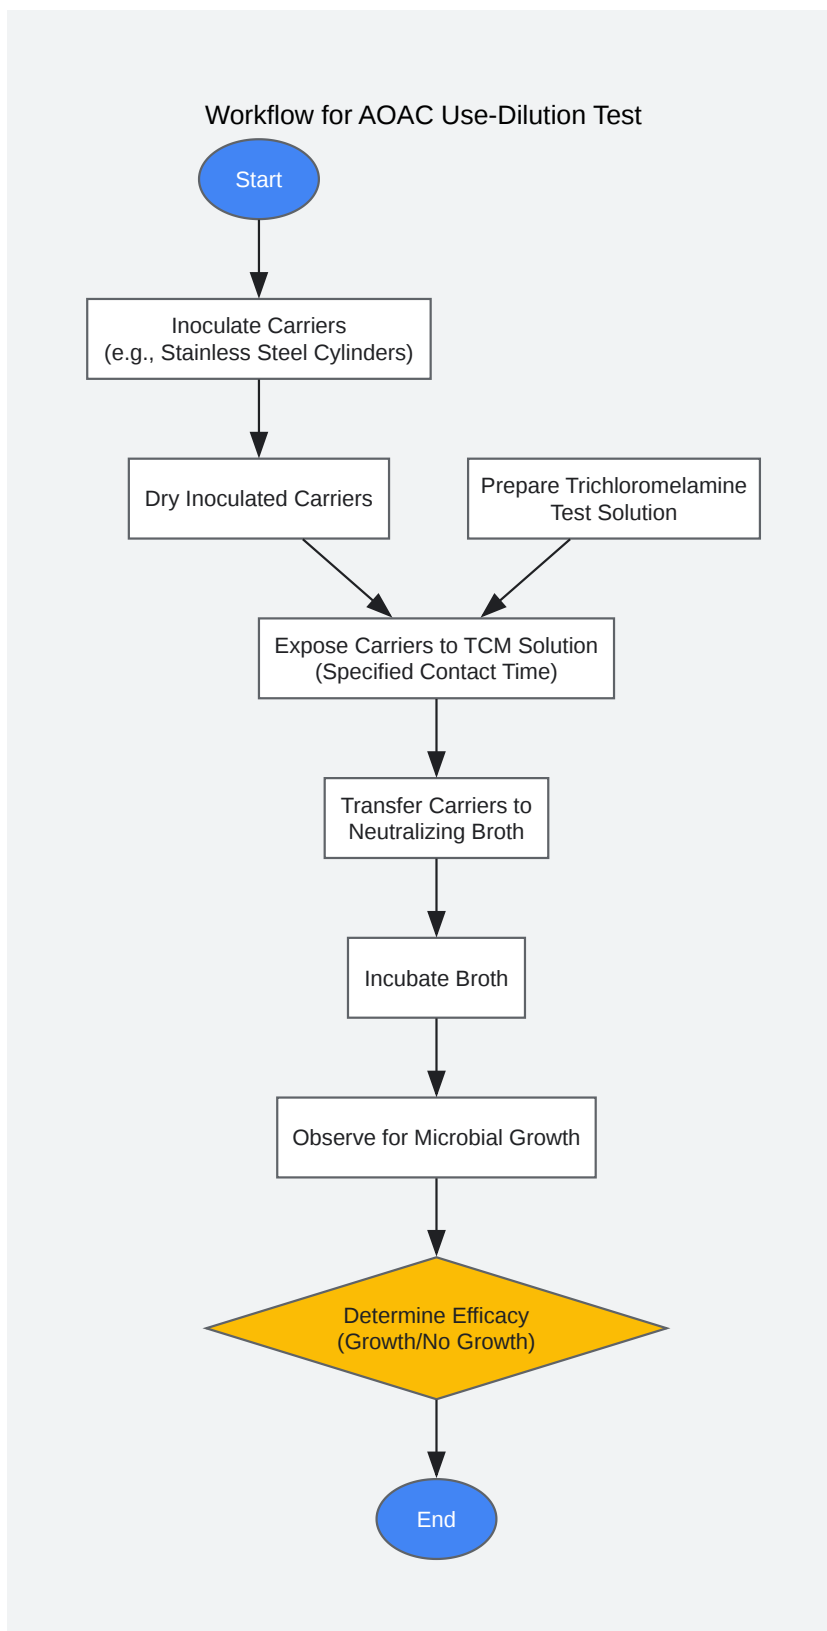 Workflow for AOAC Use-Dilution Test
Start
Inoculate Carriers
(e.g., Stainless Steel Cylinders)
Dry Inoculated Carriers
Prepare Trichloromelamine
Test Solution
Expose Carriers to TCM Solution
(Specified Contact Time)
Transfer Carriers to
Neutralizing Broth
Incubate Broth
Observe for Microbial Growth
Determine Efficacy
(Growth/No Growth)
End